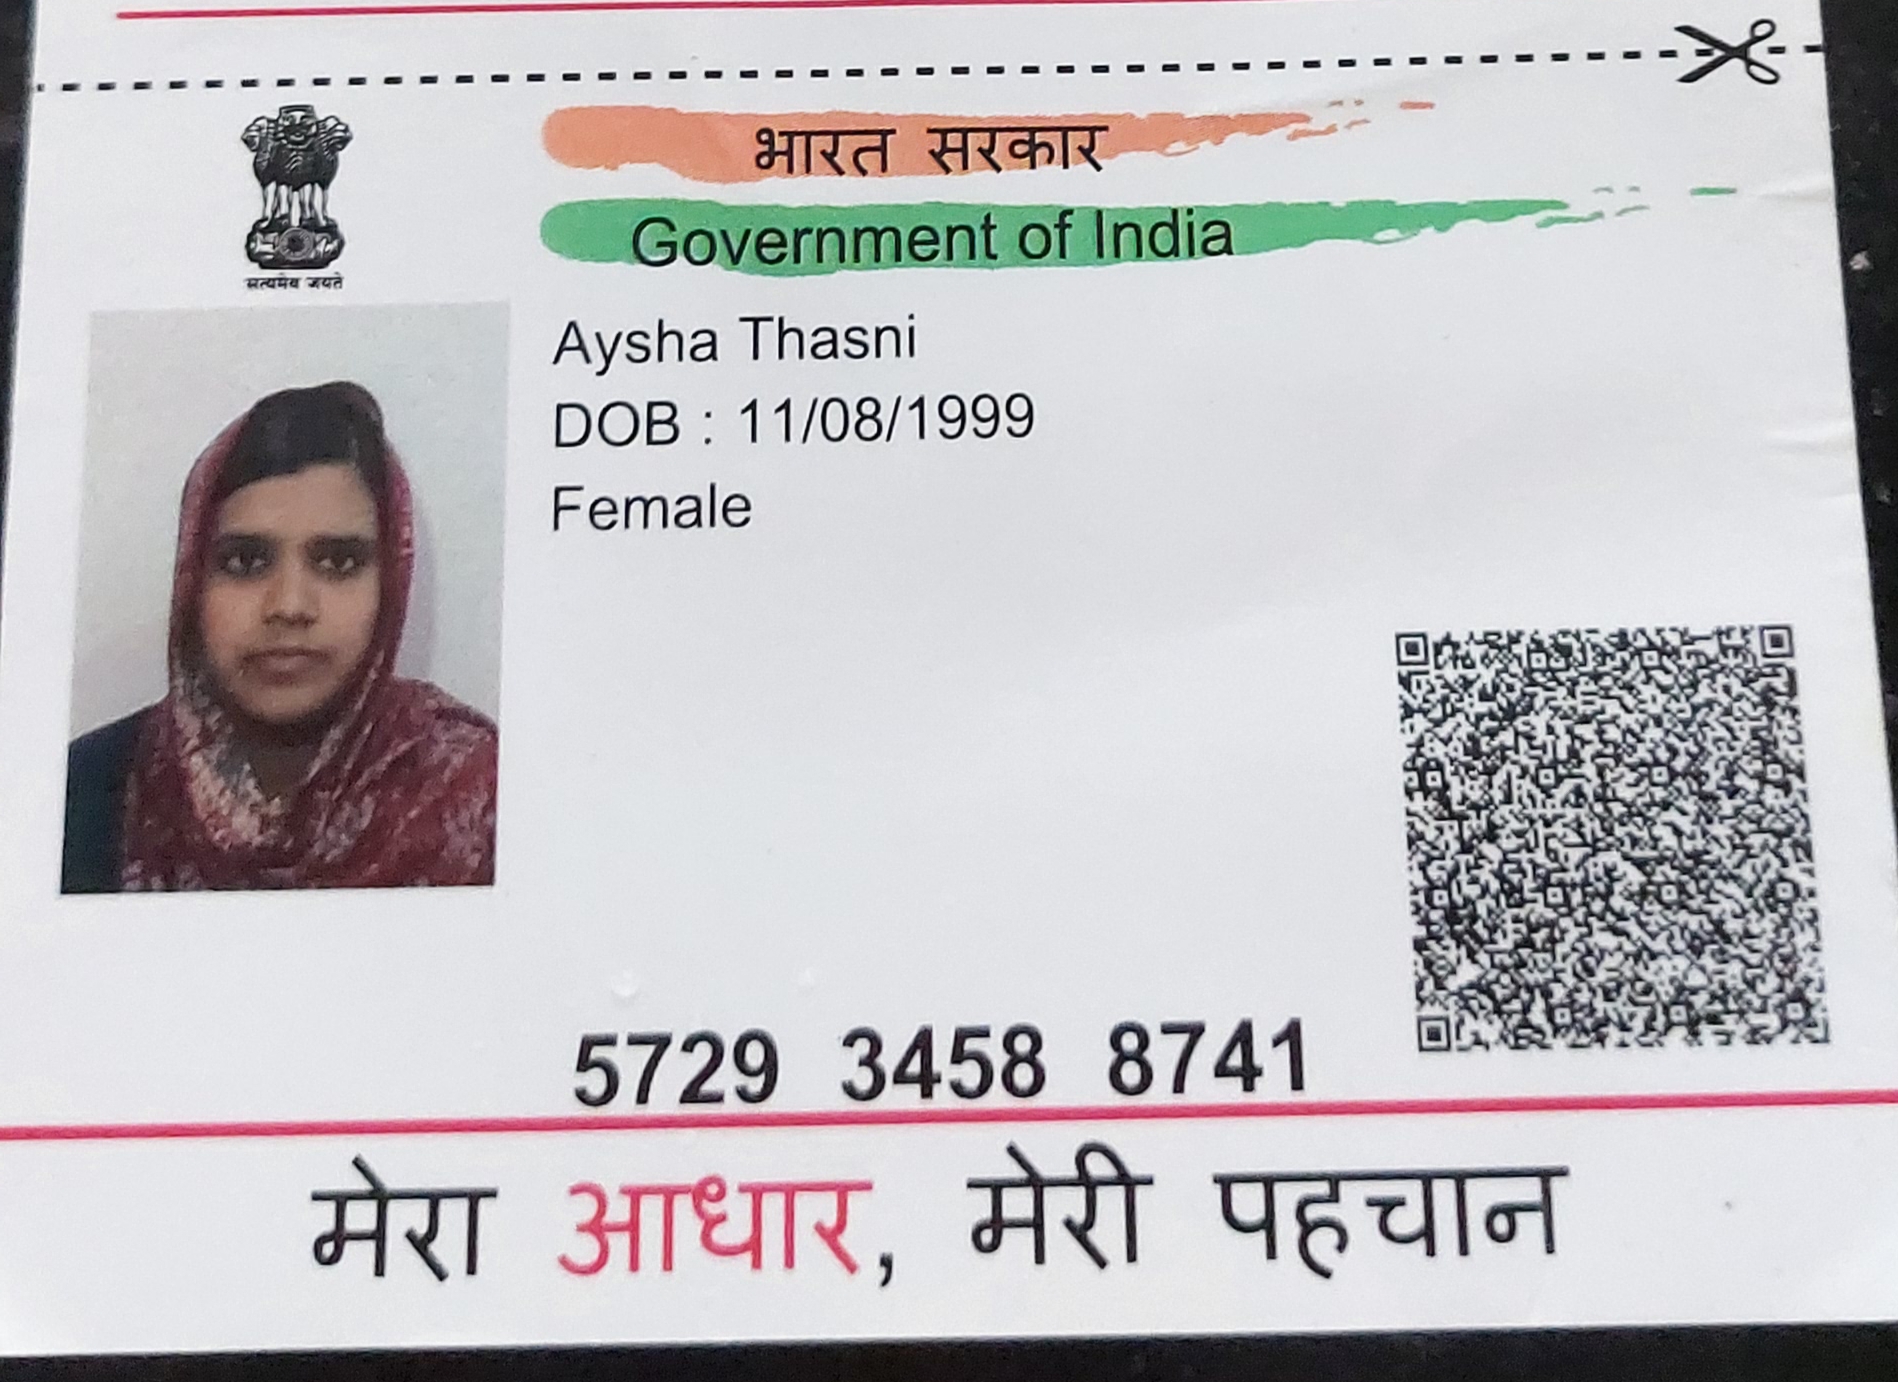 सत्यमेव जयते
भारत सरकार
Government of India
Aysha Thasni
DOB : 11/08/1999
Female
5729 3458 8741
मेरा आधार, मेरी पहचान